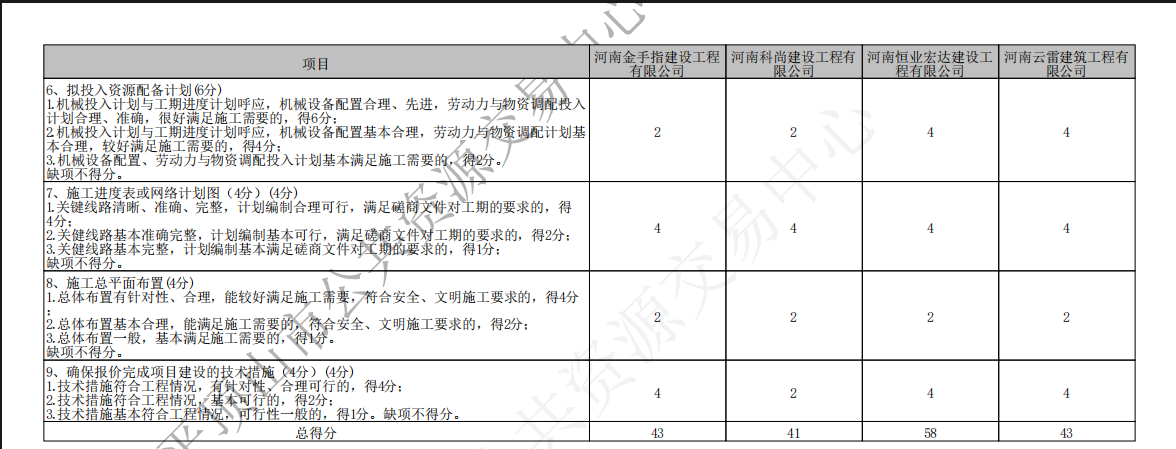 项目
河南金手指建设工程
有限公司
河南科尚建设工程有
限公司
河南恒业宏达建设工
程有限公司
河南云雷建筑工程有
限公司
6、拟投入资源配备计划(6分)
1.机械投入计划与工期进度计划呼应，机械设备配置合理、先进，劳动力与物资调配投入
计划合理、准确，很好满足施工需要的，得6分；
2.机械投入计划与工期进度计划呼应，机械设备配置基本合理，劳动力与物资调配计划基
本合理，较好满足施工需要的，得4分；
3.机械设备配置、劳动力与物资调配投入计划基本满足施工需要的，得2分。
缺项不得分。
2
2
4
4
7、施工进度表或网络计划图（4分）(4分)
1.关键线路清晰、准确、完整，计划编制合理可行，满足磋商文件对工期的要求的，得
4分；
2.关健线路基本准确完整，计划编制基本可行，满足磋商文件对工期的要求的，得2分；
3.关健线路基本完整，计划编制基本满足磋商文件对工期的要求的，得1分；
缺项不得分。
4
4
4
4
8、施工总平面布置(4分)
1.总体布置有针对性、合理，能较好满足施工需要，符合安全、文明施工要求的，得4分
；
2.总体布置基本合理，能满足施工需要的，符合安全、文明施工要求的，得2分；
3.总体布置一般，基本满足施工需要的，得1分。
缺项不得分。
2
2
2
2
9、确保报价完成项目建设的技术措施（4分）(4分)
1.技术措施符合工程情况，有针对性、合理可行的，得4分；
2.技术措施符合工程情况，基本可行的，得2分；
3.技术措施基本符合工程情况，可行性一般的，得1分。缺项不得分。
4
2
4
4
总得分
43
41
58
43
平顶山市公共资源交易中心
共资源交易中心